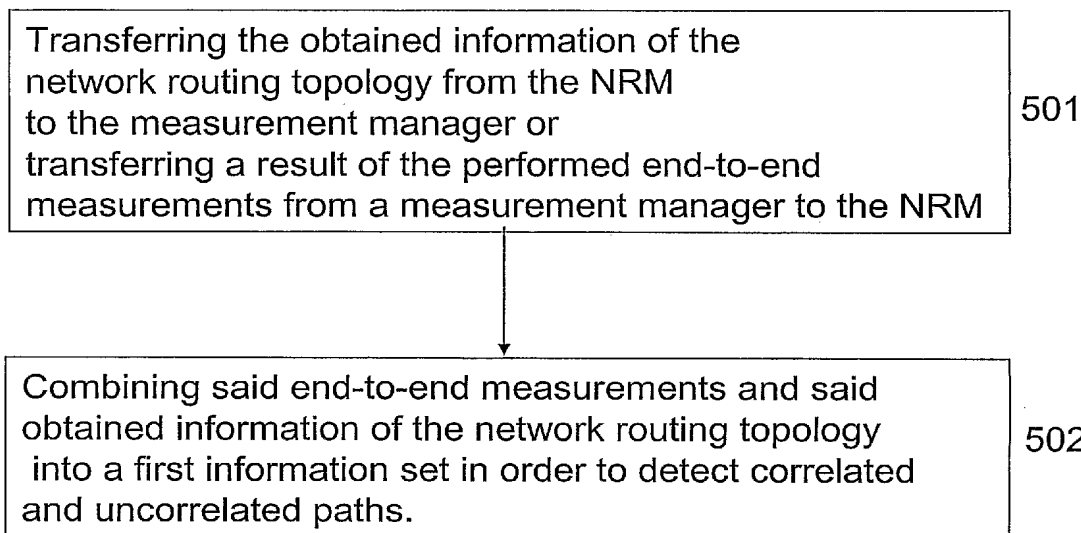 Transferring the obtained information of the
network routing topology from the NRM
to the measurement manager or
transferring a result of the performed end-to-end
measurements from a measurement manager to the NRM
501
Combining said end-to-end measurements and said
obtained information of the network routing topology
into a first information set in order to detect correlated
and uncorrelated paths.
502